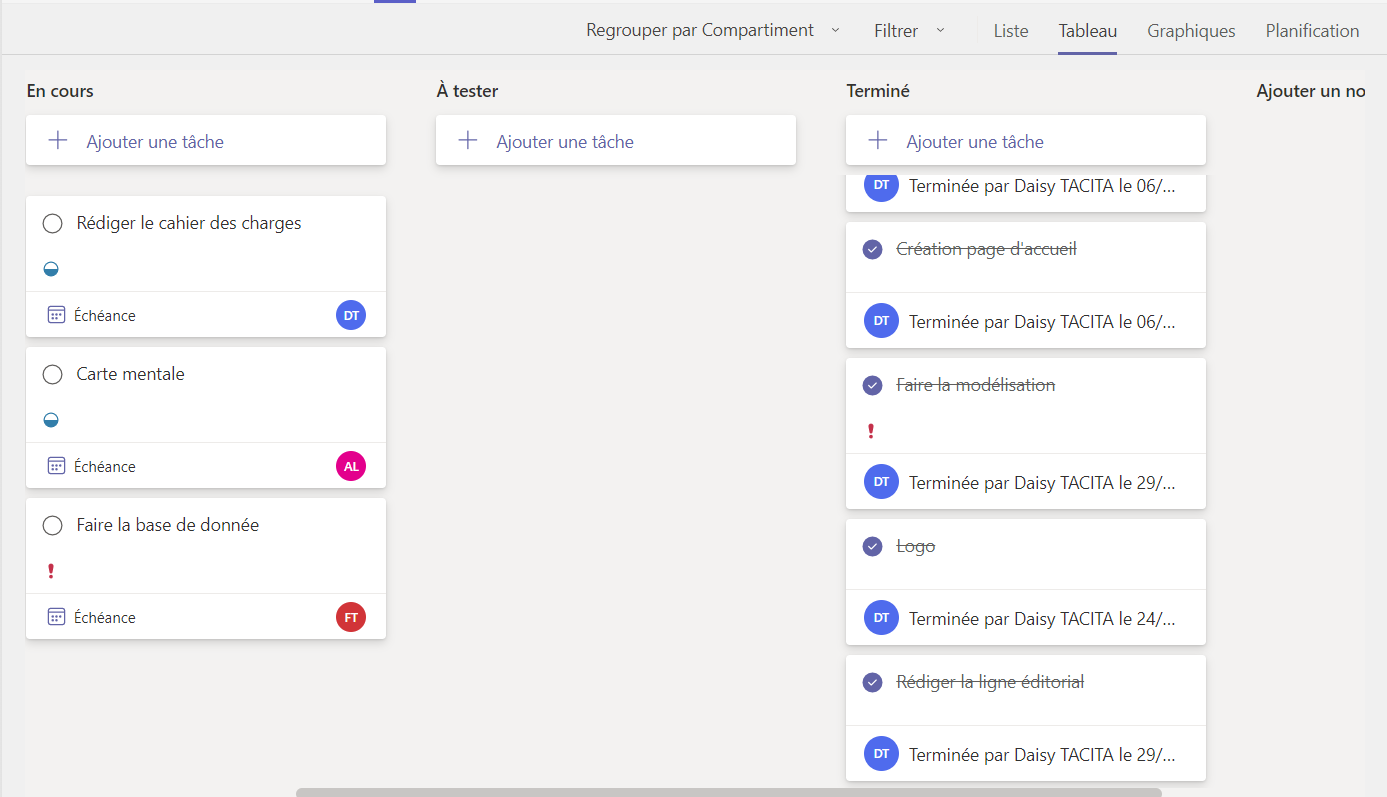 Regrouper par Compartiment
Filtrer
Liste
Tableau
Graphiques
Planification
En cours
Ajouter une tâche
Rédiger le cahier des charges
Échéance
DT
Carte mentale
Échéance
AL
Faire la base de donnée
Échéance
FT
À tester
Ajouter une tâche
Terminé
Ajouter une tâche
DT Terminée par Daisy TACITA le 06/...
Création page d'accueil
DT Terminée par Daisy TACITA le 06/...
Faire la modélisation
DT Terminée par Daisy TACITA le 29/...
Logo
DT Terminée par Daisy TACITA le 24/...
Rédiger la ligne éditorial
DT Terminée par Daisy TACITA le 29/...
Ajouter un no